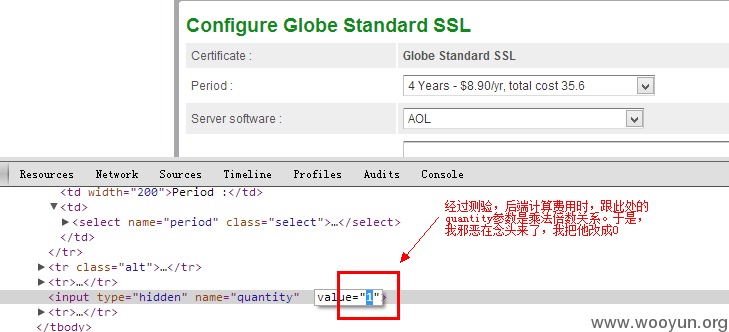 Configure Globe Standard SSL
Certificate : Globe Standard SSL
Period : 4 Years - $8.90/yr, total cost 35.6
Server software : AOL
Resources Network Sources Timeline Profiles Audits Console
<td width="200">Period :</td>
▼<td>
▶<select name="period" class="select">…</select>
</td>
</tr>
▶<tr class="alt">…</tr>
▶<tr>…</tr>
<input type="hidden" name="quantity" value="1">
▶<tr>…</tr>
</tbody>
经过测验，后端计算费用时，跟此处的
quantity参数是乘法倍数关系。于是，
我邪恶在念头来了，我把他改成0
www.wooyun.org